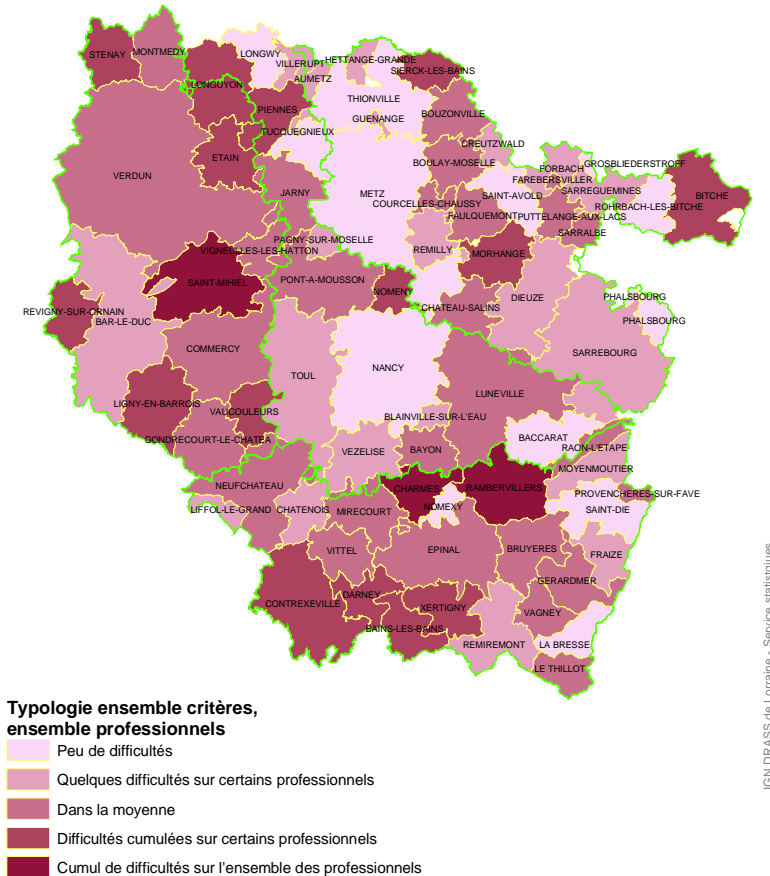 HETTANGE-GRANDE
LONGWY
STENAY
MONTMEDY
VILLERUPT
SIERCK-LES-BAINS
AUMETZ
LONGUYON
THIONVILLE
PIENNES
BOUZONVILLE
GUENANGE
TUCQUEGNIEUX
CREUTZWALD
ETAIN
BOULAY-MOSELLE
GROSBLIEDERSTROFF
FORBACH
VERDUN
FAREBERSVILLER
JARNY
METZ
SAINT-AVOLD
SARREGUEMINES
BITCHE
COURCELLES-CHAUSSY
ROHRBACH-LES-BITCHE
FAULQUEMONT
PUTTELANGE-AUX-LACS
SARRALBE
PAGNY-SUR-MOSELLE
VIGNEULLES-LES-HATTON
REMILLY
MORHANGE
SAINT-MIHIEL
PONT-A-MOUSSON
NOMENY
DIEUZE
PHALSBOURG
REVIGNY-SUR-ORNAIN
CHATEAU-SALINS
BAR-LE-DUC
PHALSBOURG
COMMERCY
SARREBOURG
TOUL
NANCY
LUNEVILLE
LIGNY-EN-BARROIS
VAUCOULEURS
BLAINVILLE-SUR-L'EAU
GONDRECOURT-LE-CHATEA
BACCARAT
RAON-L'ETAPE
VEZELISE
BAYON
MOYENMOUTIER
NEUFCHATEAU
CHARMES
RAMBERVILLERS
PROVENCHERES-SUR-FAVE
LIFFOL-LE-GRAND
CHATENOIS
MIRECOURT
NOMEXY
SAINT-DIE
VITTEL
EPINAL
BRUYERES
FRAIZE
GERARDMER
CONTREXEVILLE
DARNEY
XERTIGNY
VAGNEY
BAINS-LES-BAINS
REMIREMONT
LA BRESSE
LE THILLOT
IGN DRASS de Lorraine - Service statistiques
Typologie ensemble critères,
ensemble professionnels
Peu de difficultés
Quelques difficultés sur certains professionnels
Dans la moyenne
Difficultés cumulées sur certains professionnels
Cumul de difficultés sur l'ensemble des professionnels